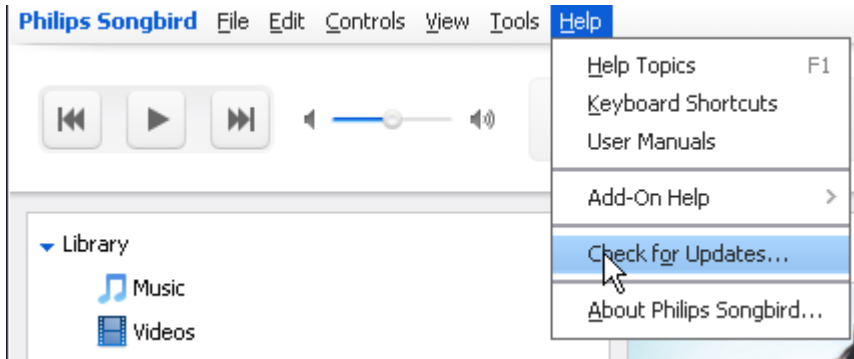 Philips Songbird File Edit Controls View Tools Help
Help Topics F1
Keyboard Shortcuts
User Manuals
Add-On Help
Check for Updates...
About Philips Songbird...
Library
Music
Videos